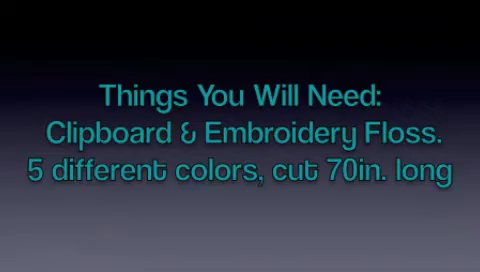 Things You Will Need:
Clipboard & Embroidery Floss.
5 different colors, cut 70in. long